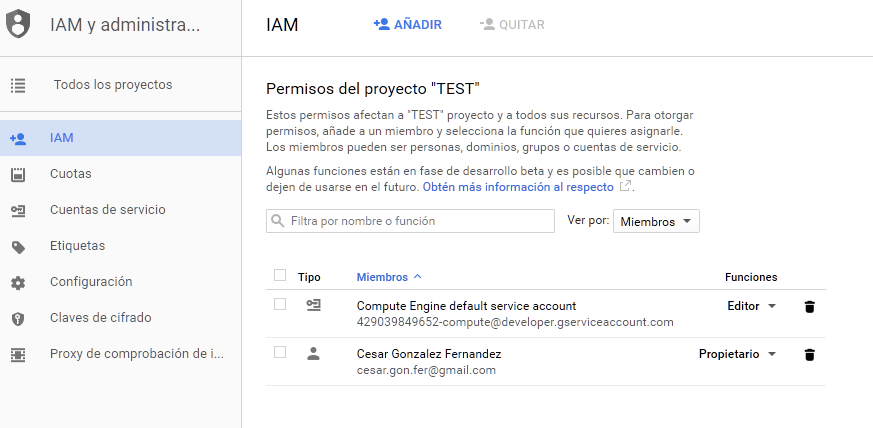 IAM y administra...
IAM
AÑADIR
QUITAR
Todos los proyectos
IAM
Cuotas
Cuentas de servicio
Etiquetas
Configuración
Claves de cifrado
Proxy de comprobación de i...
Permisos del proyecto "TEST"
Estos permisos afectan a "TEST" proyecto y a todos sus recursos. Para otorgar
permisos, añade a un miembro y selecciona la función que quieres asignarle.
Los miembros pueden ser personas, dominios, grupos o cuentas de servicio.
Algunas funciones están en fase de desarrollo beta y es posible que cambien o
dejen de usarse en el futuro. Obtén más información al respecto.
Filtra por nombre o función
Ver por: Miembros
Tipo Miembros Funciones
Compute Engine default service account Editor
429039849652-compute@developer.gserviceaccount.com
Cesar Gonzalez Fernandez Propietario
cesar.gon.fer@gmail.com